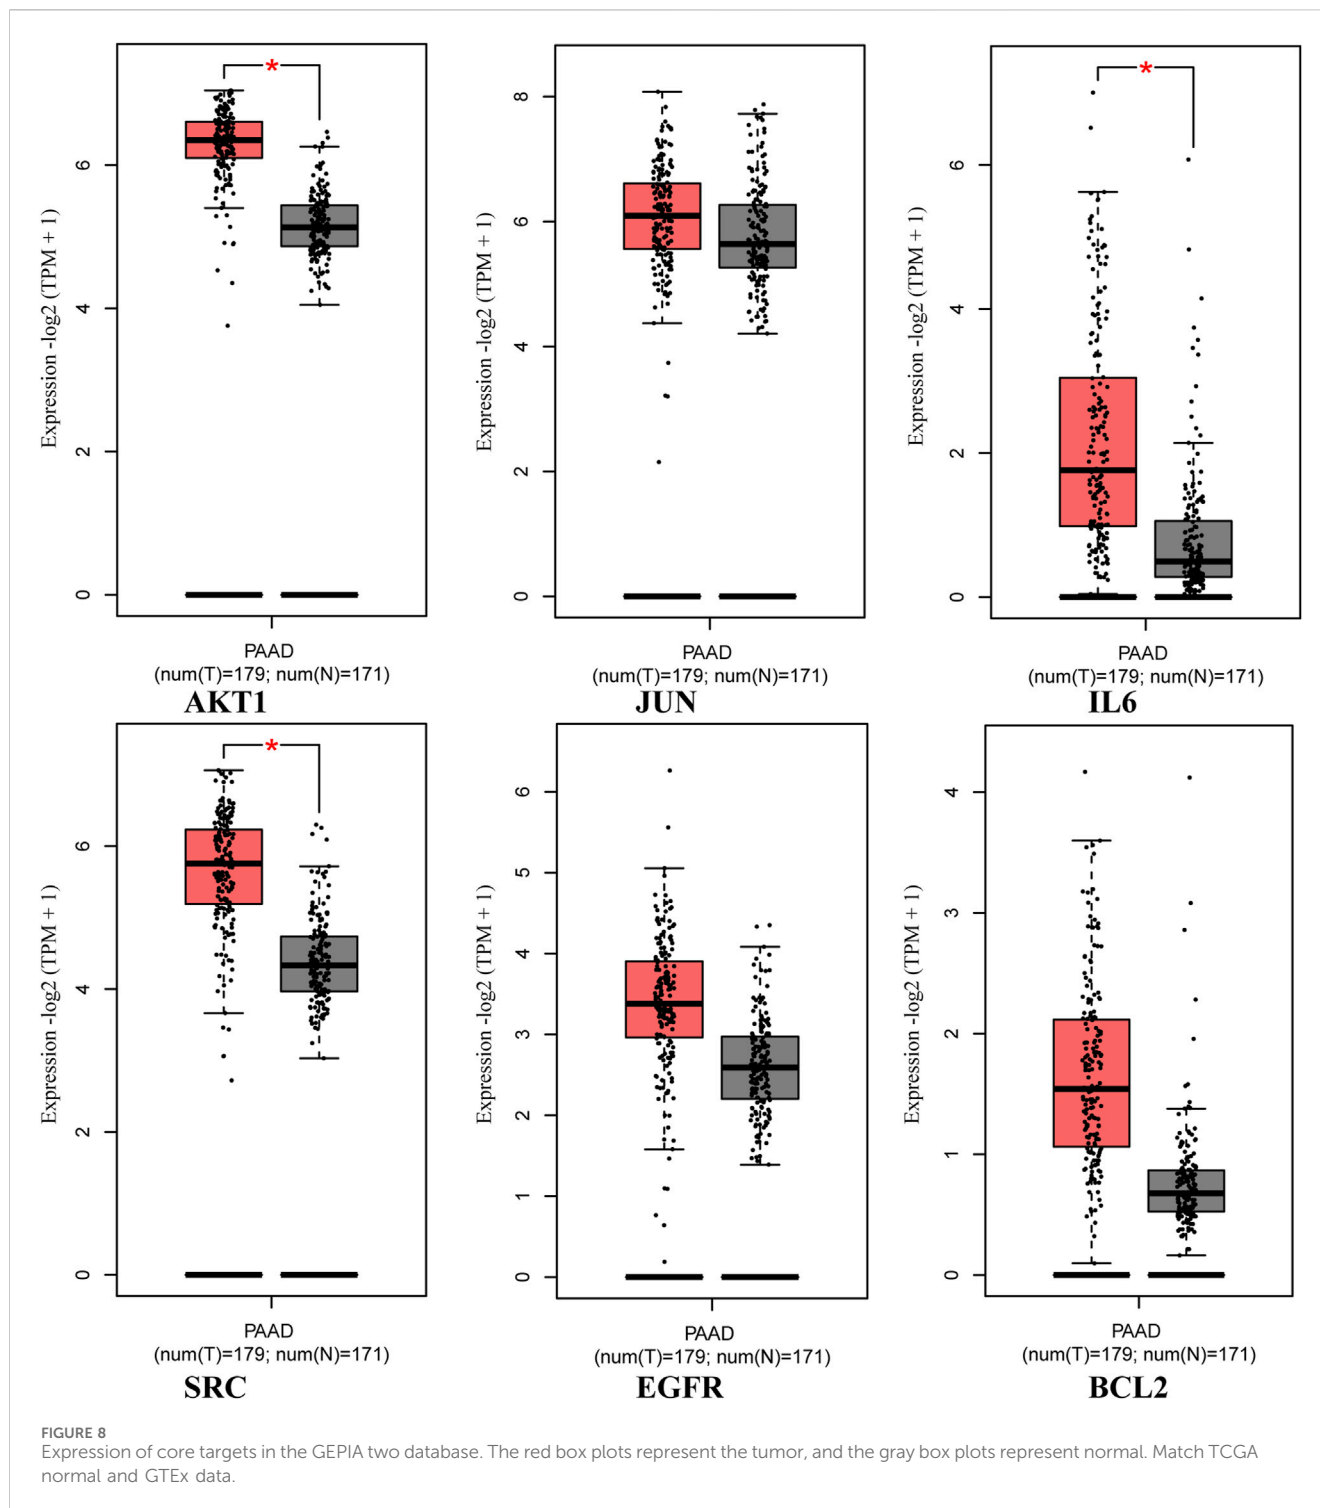 *
Expression -log2 (TPM + 1)
6
4
2
0
PAAD
(num(T)=179; num(N)=171)
AKT1
Expression -log2 (TPM + 1)
8
6
4
2
0
PAAD
(num(T)=179; num(N)=171)
JUN
*
Expression -log2 (TPM + 1)
6
4
2
0
PAAD
(num(T)=179; num(N)=171)
IL6
*
Expression -log2 (TPM + 1)
6
4
2
0
PAAD
(num(T)=179; num(N)=171)
SRC
Expression -log2 (TPM + 1)
6
5
4
3
2
1
0
PAAD
(num(T)=179; num(N)=171)
EGFR
Expression -log2 (TPM + 1)
4
3
2
1
0
PAAD
(num(T)=179; num(N)=171)
BCL2
FIGURE 8
Expression of core targets in the GEPIA two database. The red box plots represent the tumor, and the gray box plots represent normal. Match TCGA
normal and GTEx data.